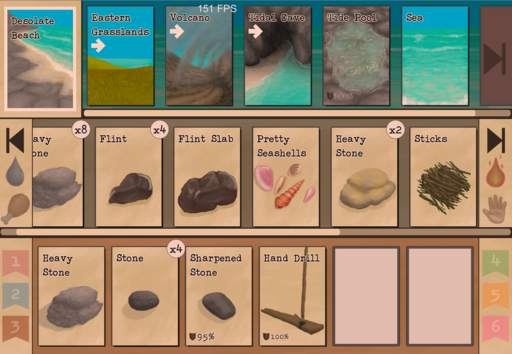 151 FPS
Desolate
Beach
Eastern
Grasslands
Volcano
Tidal Cave
Tide Pool
Sea
x8
avy
one
Flint
x4
Flint Slab
Pretty
Seashells
Heavy
Stone
x2
Sticks
Heavy
Stone
Stone
x4
Sharpened
Stone
95%
Hand Drill
100%
1
2
3
4
5
6